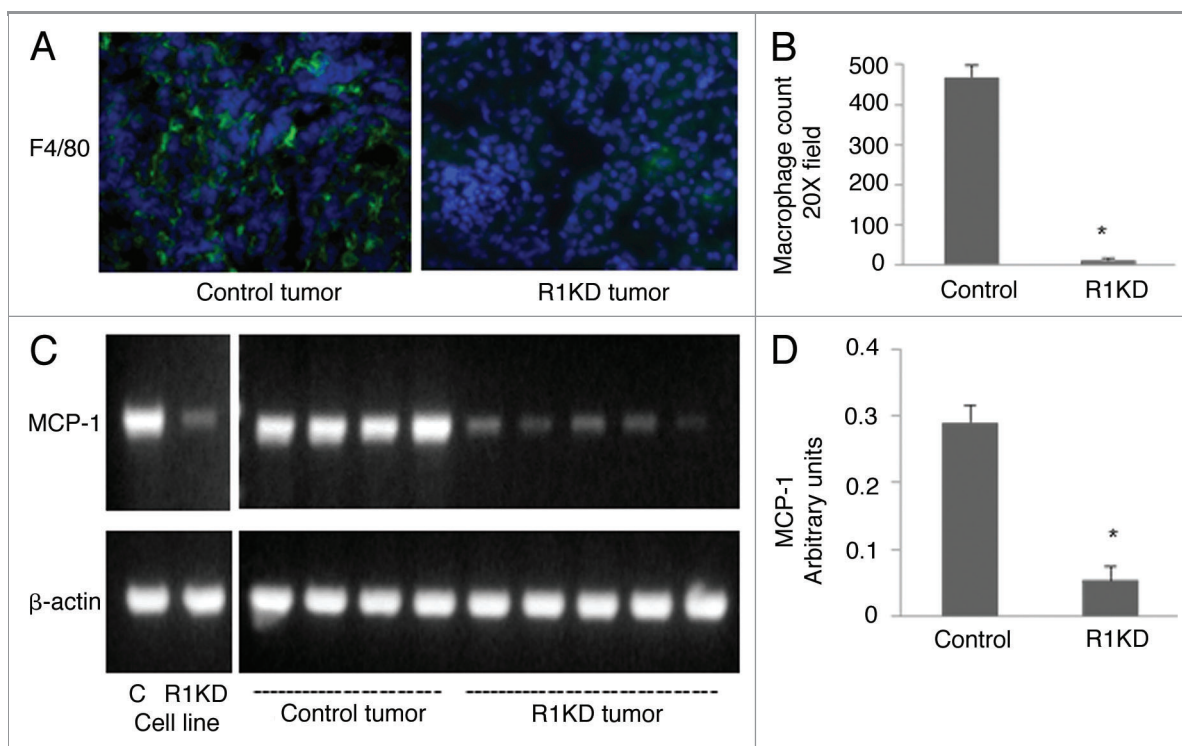 A
F4/80
Control tumor
R1KD tumor
B
Macrophage count
20X field
500
400
300
200
100
0
*
Control
R1KD
C
MCP-1
β-actin
C R1KD
Cell line
Control tumor
R1KD tumor
D
MCP-1
Arbitrary units
0.4
0.3
0.2
0.1
0
*
Control
R1KD